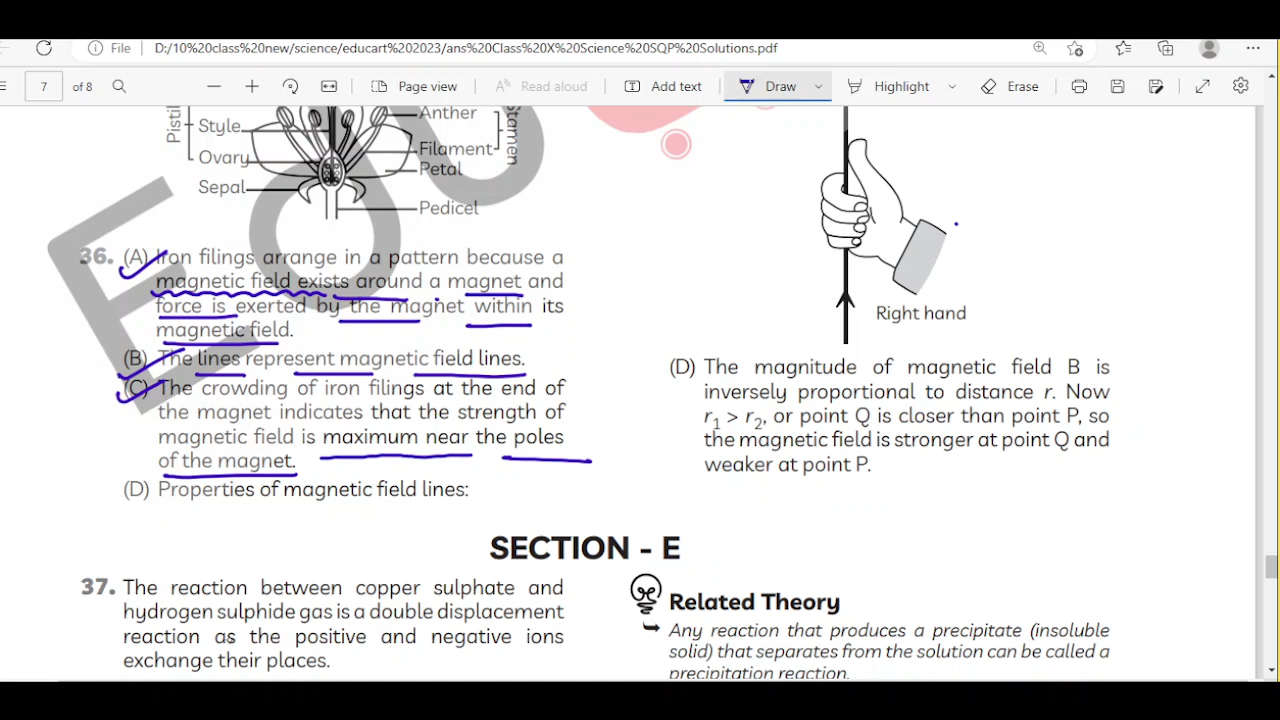 File D:/10%20class%20new/science/educart%202023/ans%20Class%20X%20Science%20SQP%20Solutions.pdf
7 of 8 Page view Read aloud Add text Draw Highlight Erase
Pistil
Style
Ovary
Sepal
Anther
Filament
Petal
Stamen
Pedicel
Edu
36. (A) Iron filings arrange in a pattern because a
magnetic field exists around a magnet and
force is exerted by the magnet within its
magnetic field.
(B) The lines represent magnetic field lines.
(C) The crowding of iron filings at the end of
the magnet indicates that the strength of
magnetic field is maximum near the poles
of the magnet.
(D) Properties of magnetic field lines:
Right hand
(D) The magnitude of magnetic field B is
inversely proportional to distance r. Now
r1 > r2, or point Q is closer than point P, so
the magnetic field is stronger at point Q and
weaker at point P.
SECTION - E
37. The reaction between copper sulphate and
hydrogen sulphide gas is a double displacement
reaction as the positive and negative ions
exchange their places.
Related Theory
Any reaction that produces a precipitate (insoluble
solid) that separates from the solution can be called a
precipitation reaction.